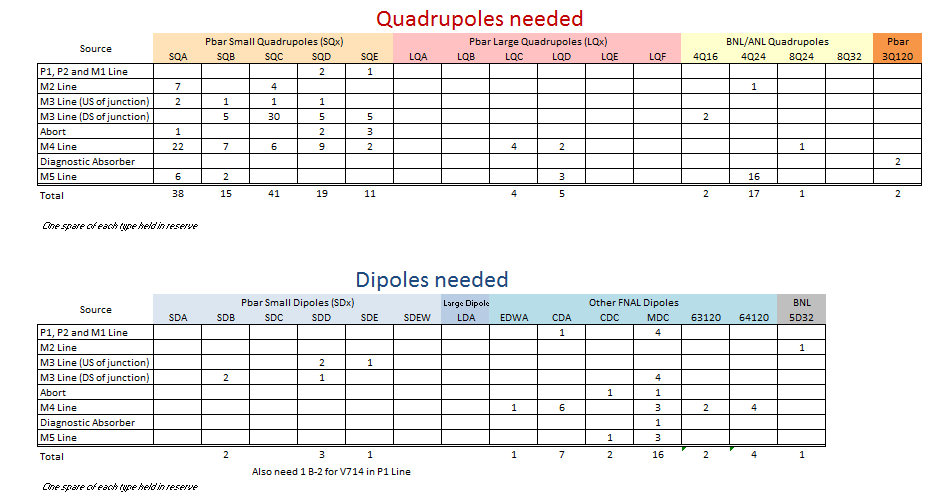 Quadrupoles needed
Source Pbar Small Quadrupoles (SQx) Pbar Large Quadrupoles (LQx) BNL/ANL Quadrupoles Pbar
SQA SQB SQC SQD SQE LQA LQB LQC LQD LQE LQF 4Q16 4Q24 8Q24 8Q32 3Q120
P1, P2 and M1 Line 2 1
M2 Line 7 4 1
M3 Line (US of junction) 2 1 1 1
M3 Line (DS of junction) 5 30 5 5 2
Abort 1 2 3
M4 Line 22 7 6 9 2 4 2 1
Diagnostic Absorber 2
M5 Line 6 2 3 16
Total 38 15 41 19 11 4 5 2 17 1 2
One spare of each type held in reserve
Dipoles needed
Source Pbar Small Dipoles (SDx) Large Dipole Other FNAL Dipoles BNL
SDA SDB SDC SDD SDE SDEW LDA EDWA CDA CDC MDC 63120 64120 5D32
P1, P2 and M1 Line 1 4
M2 Line 1
M3 Line (US of junction) 2 1
M3 Line (DS of junction) 2 1 4
Abort 1 1
M4 Line 1 6 3 2 4
Diagnostic Absorber 1
M5 Line 1 3
Total 2 3 1 1 7 2 16 2 4 1
Also need 1 B-2 for V714 in P1 Line
One spare of each type held in reserve